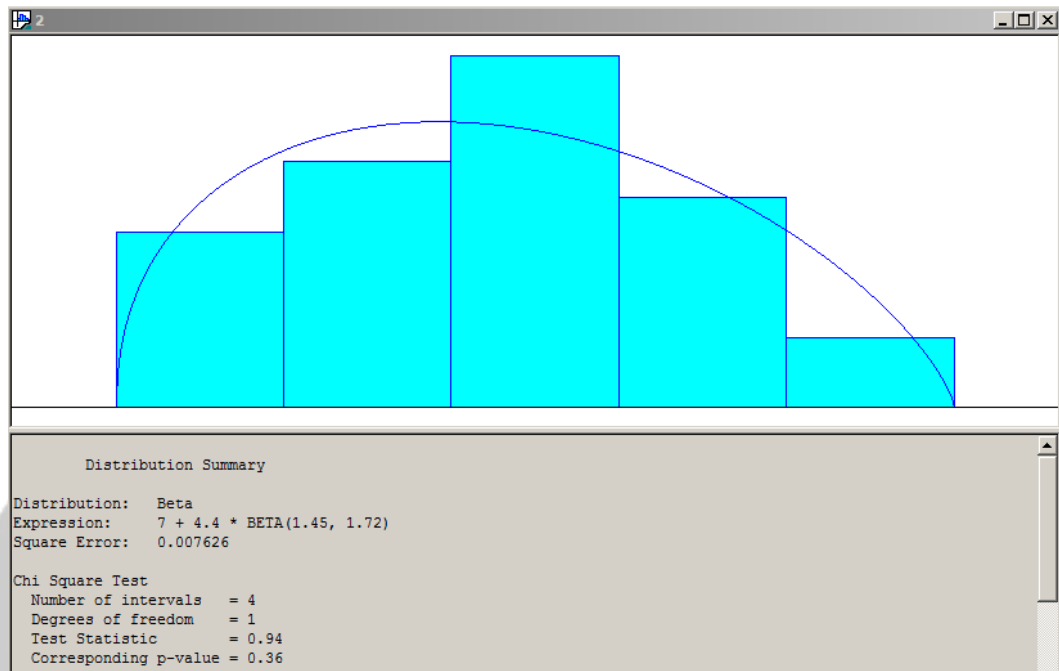 2
Distribution Summary
Distribution: Beta
Expression: 7 + 4.4 * BETA(1.45, 1.72)
Square Error: 0.007626
Chi Square Test
Number of intervals = 4
Degrees of freedom = 1
Test Statistic = 0.94
Corresponding p-value = 0.36